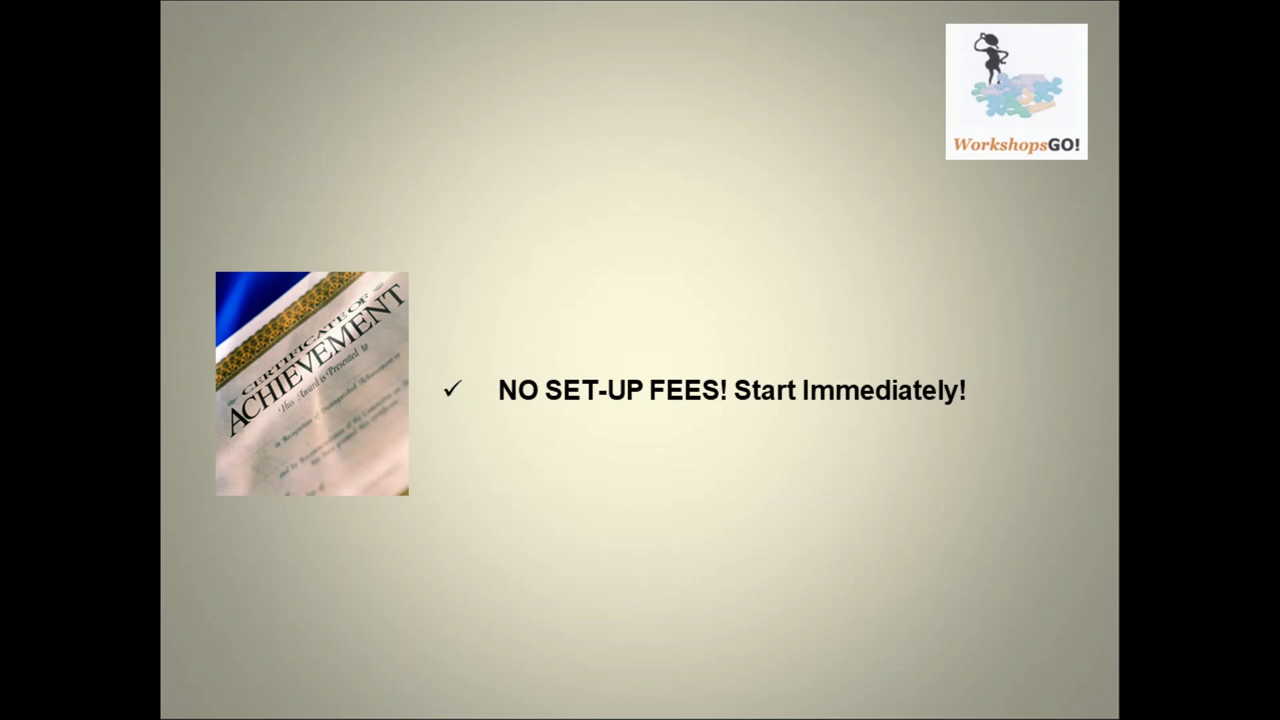 WorkshopsGO!
CERTIFICATE OF
ACHIEVEMENT
This Award is Presented to
✓ NO SET-UP FEES! Start Immediately!